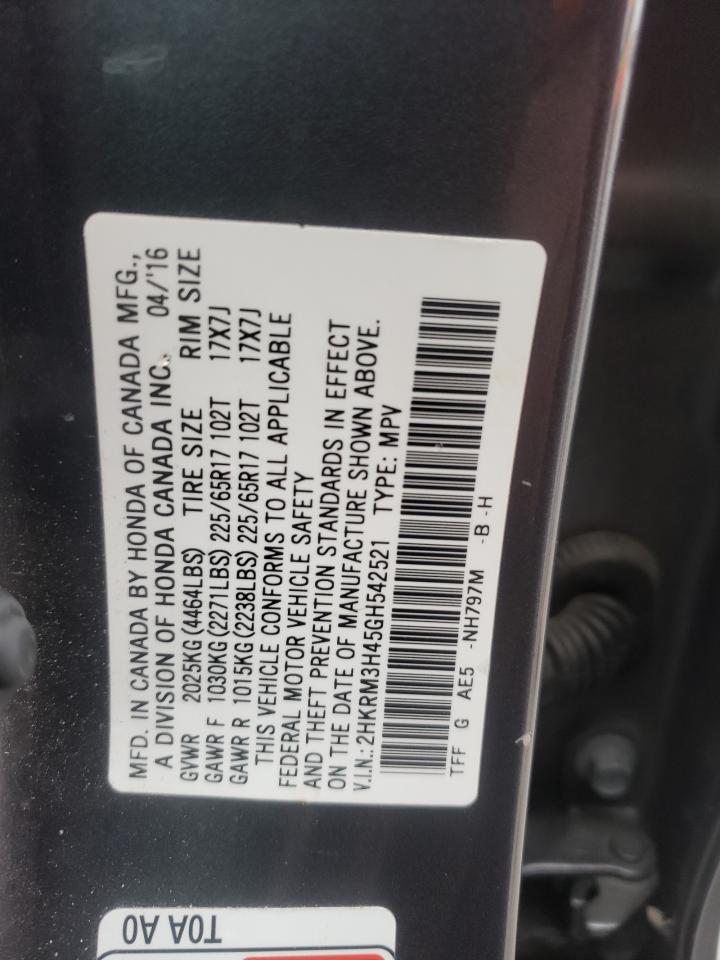 MFD. IN CANADA BY HONDA OF CANADA MFG.,
A DIVISION OF HONDA CANADA INC. 04/'16
GVWR 2025KG(4464LBS) TIRE SIZE RIM SIZE
GAWR F 1030KG(2271LBS)225/65R17 102T 17X7J
GAWR R 1015KG(2238LBS)225/65R17 102T 17X7J
THIS VEHICLE CONFORMS TO ALL APPLICABLE
FEDERAL MOTOR VEHICLE SAFETY
AND THEFT PREVENTION STANDARDS IN EFFECT
ON THE DATE OF MANUFACTURE SHOWN ABOVE.
V.I.N.:2HKRM3H45GH542521 TYPE: MPV
TFF G AE5 -NH797M -B -H
T0A A0